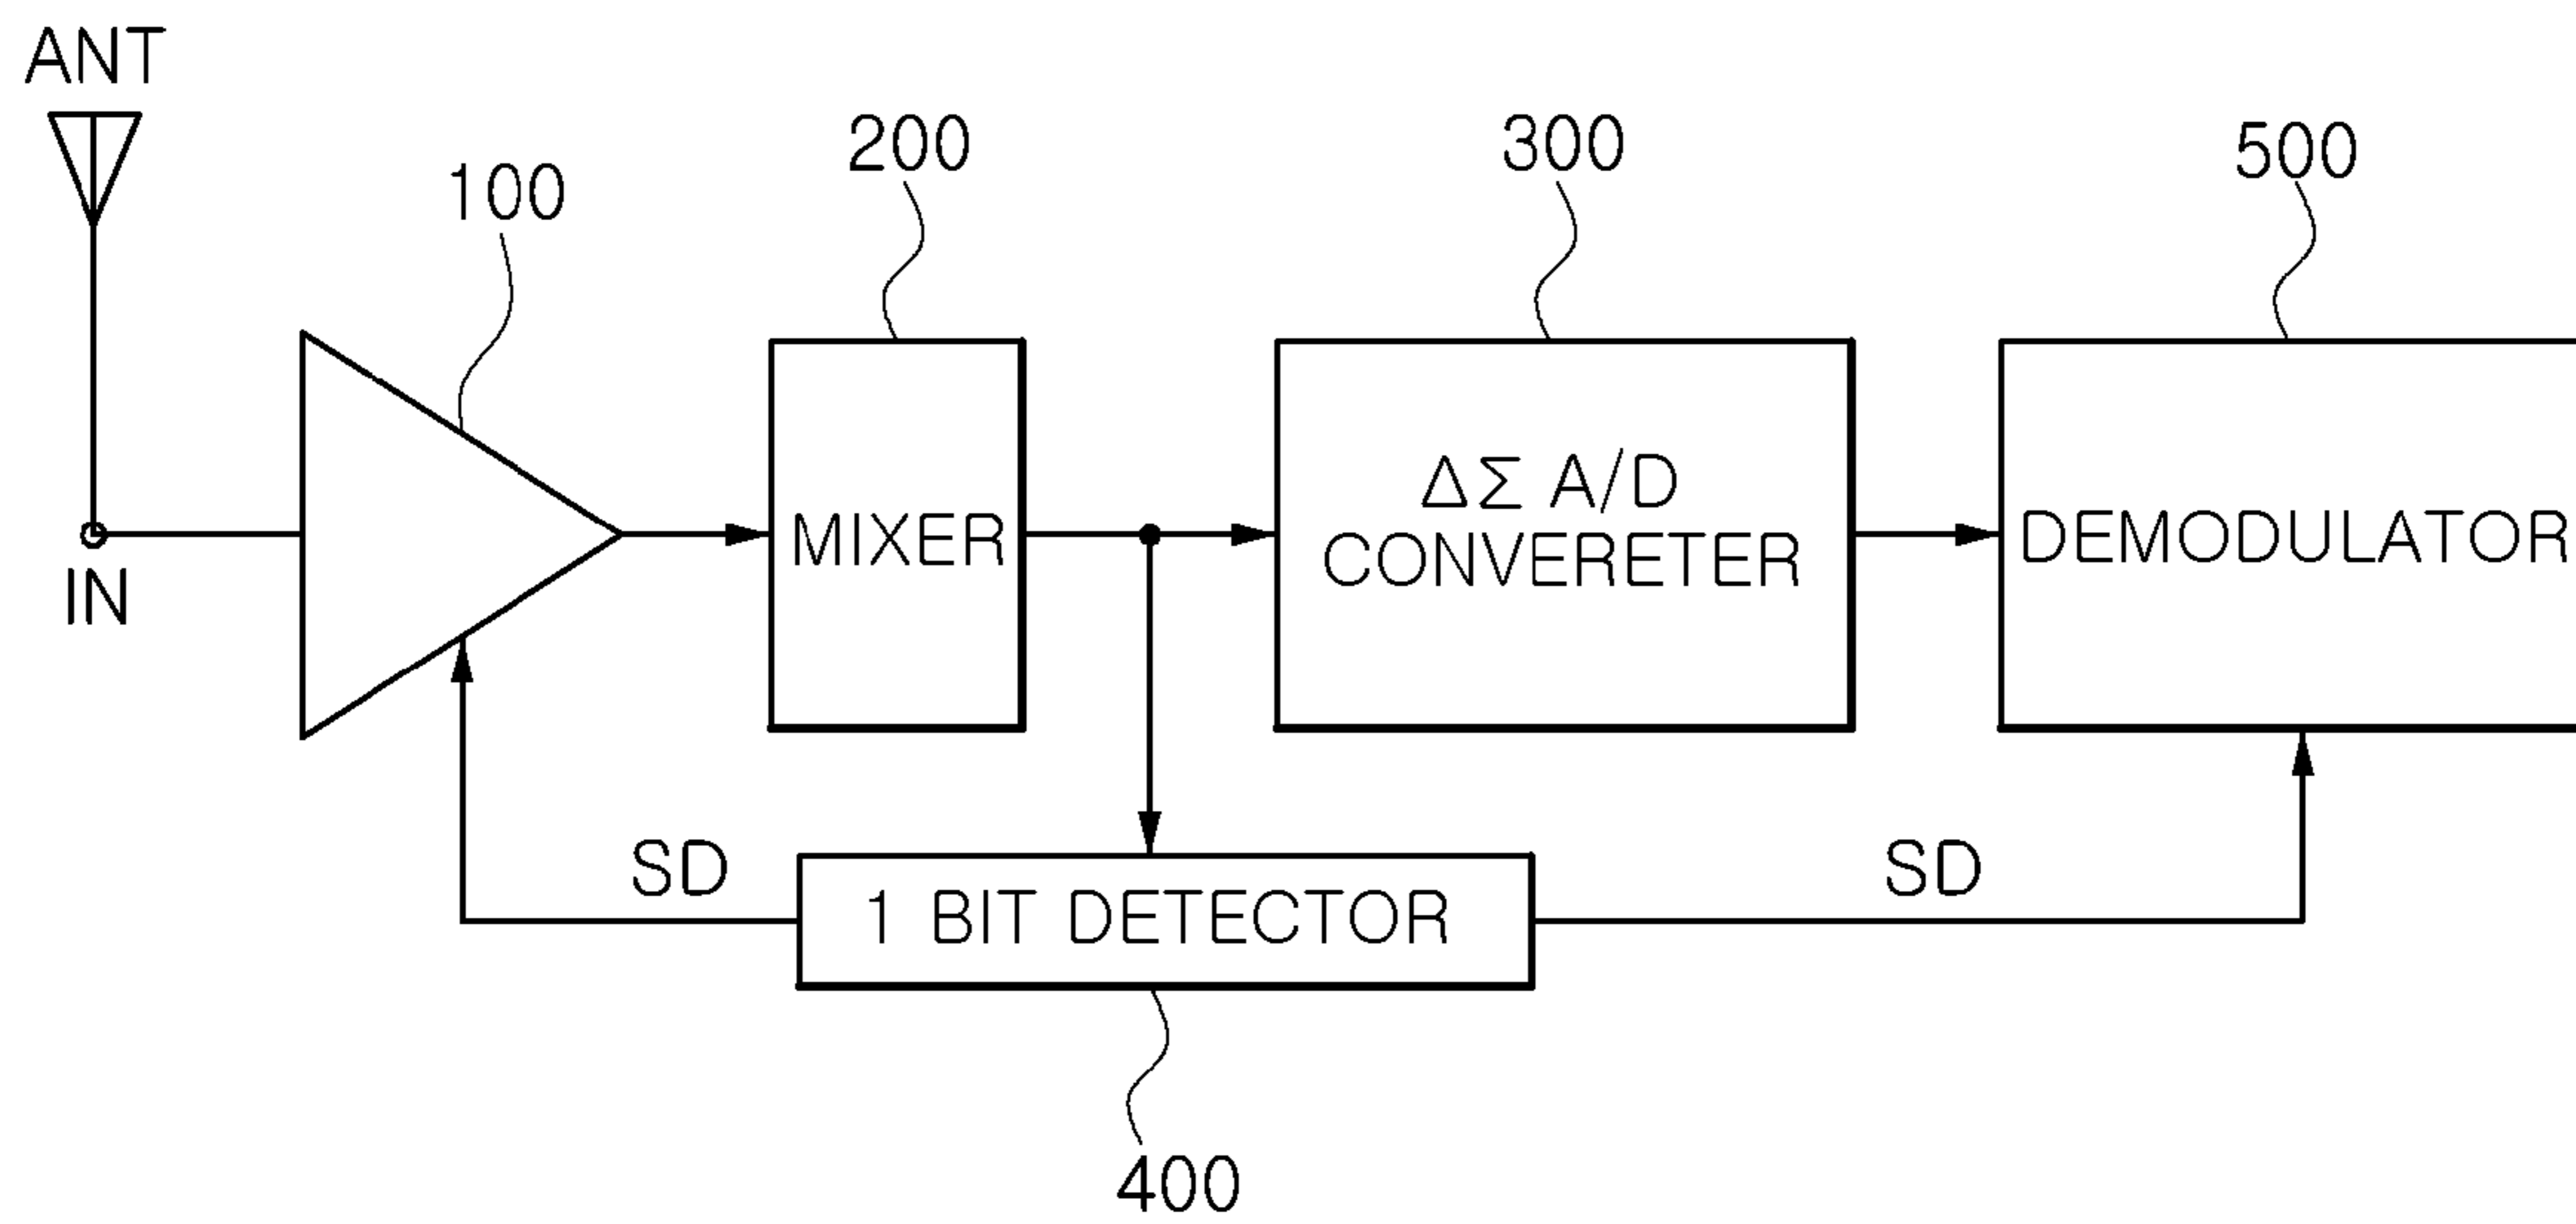 ANT
200
300
500
100
ΔΣ A/D
CONVERETER
MIXER
DEMODULATOR
IN
SD
SD
1 BIT DETECTOR
400